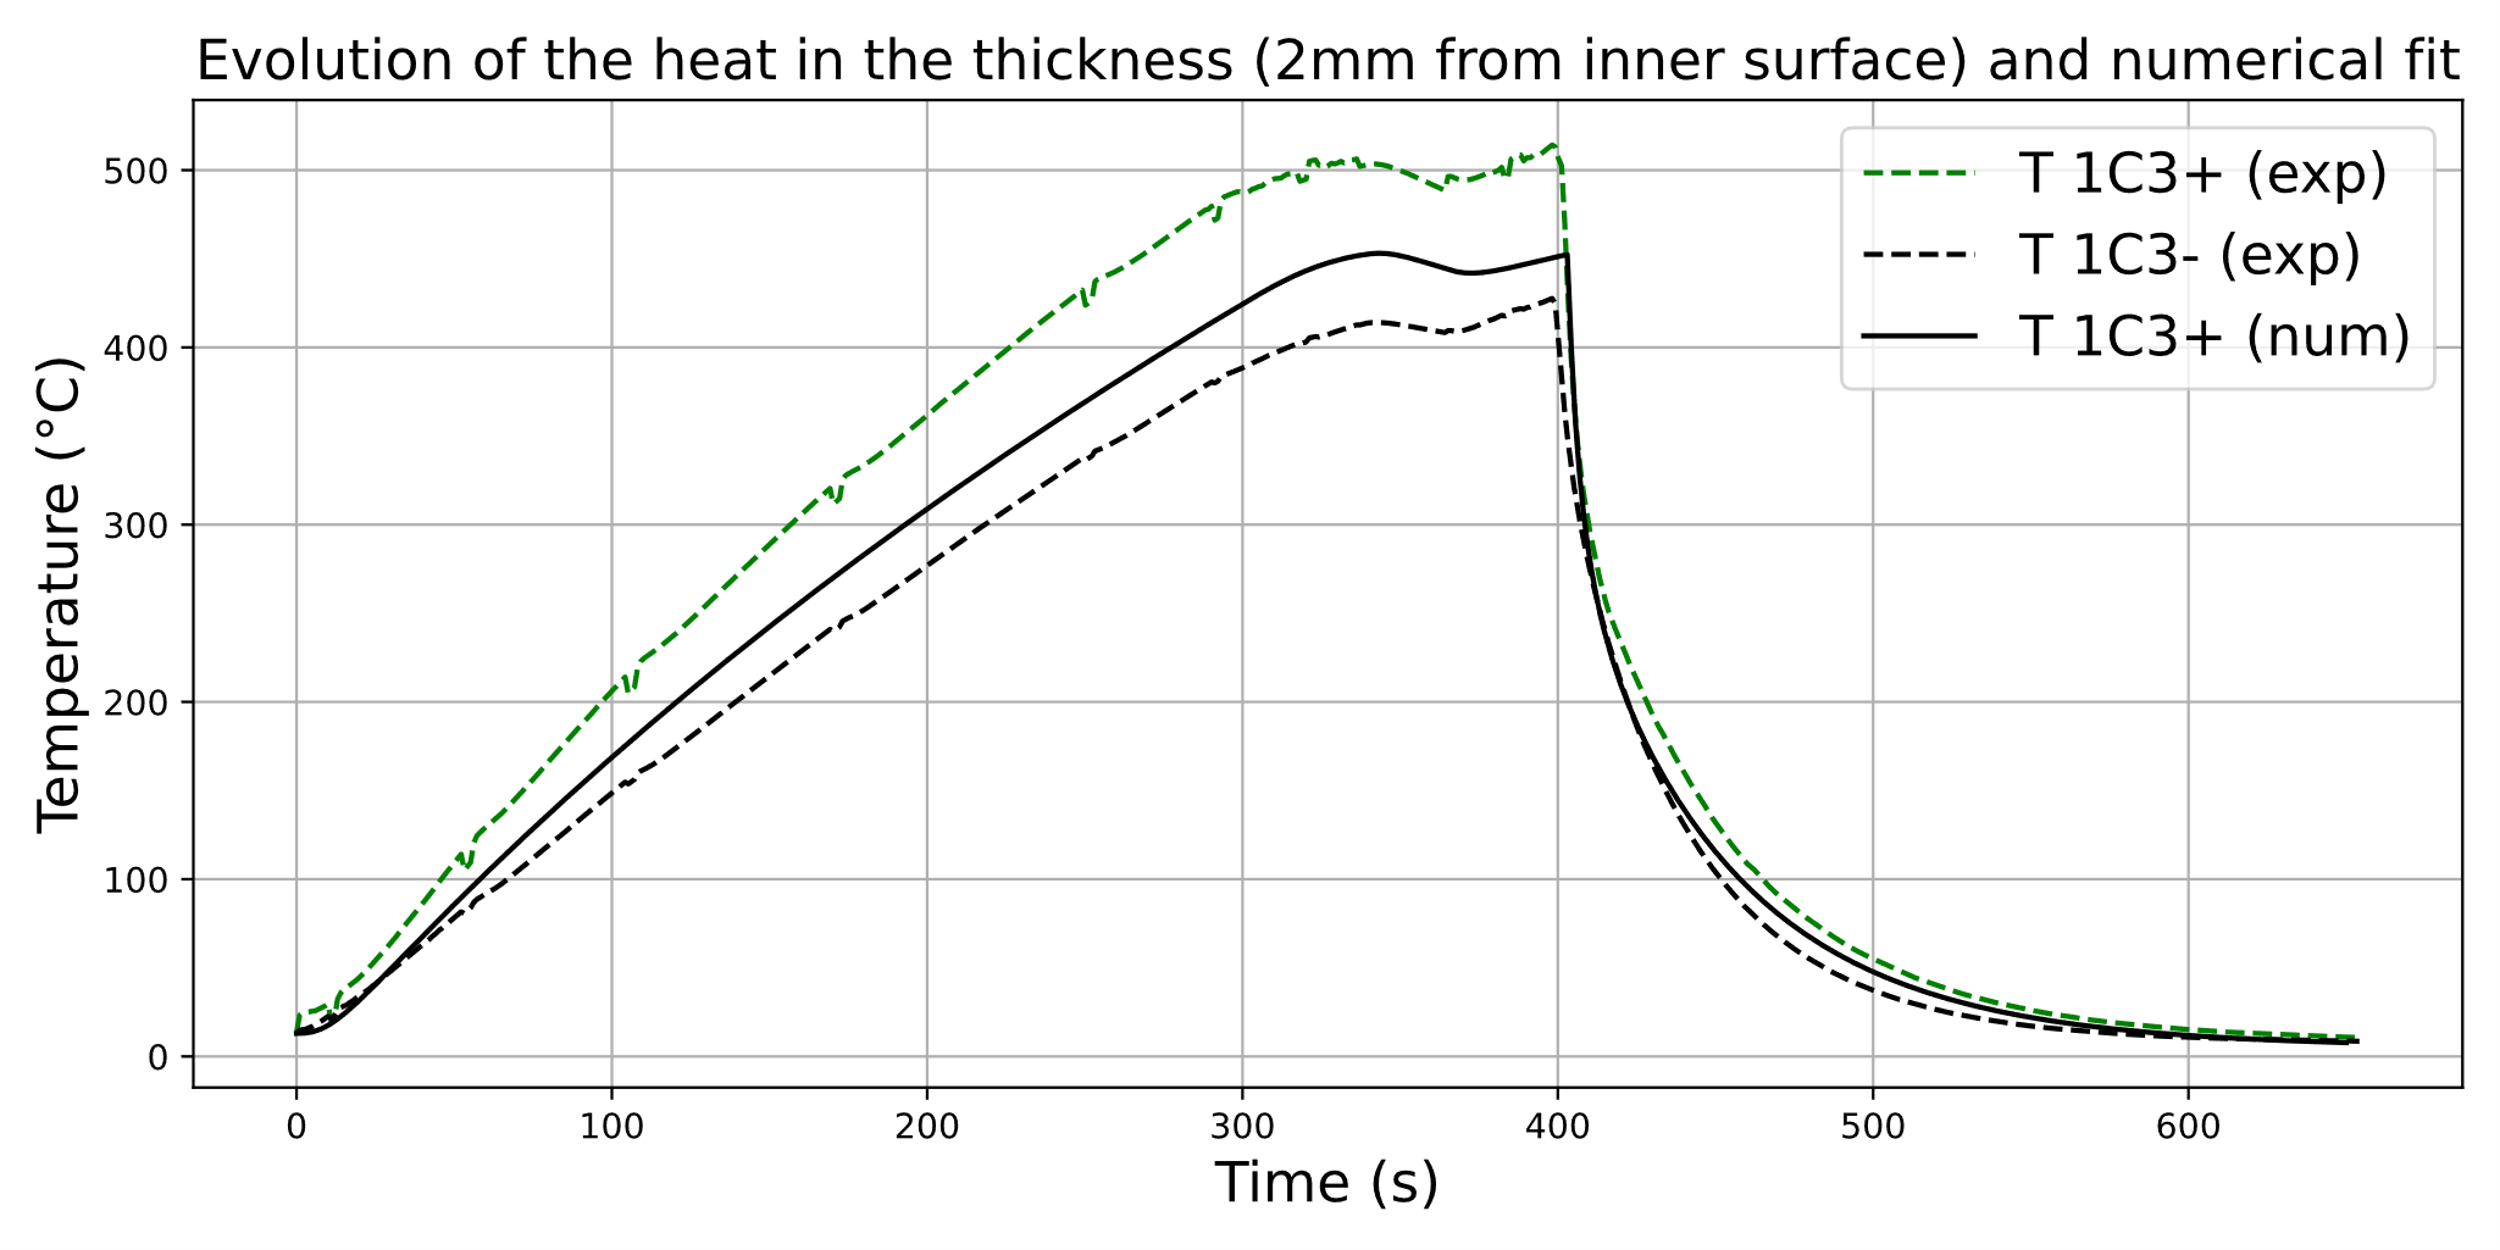 Evolution of the heat in the thickness (2mm from inner surface) and numerical fit
T 1C3+ (exp)
T 1C3- (exp)
T 1C3+ (num)
Temperature (°C)
500
400
300
200
100
0
0 100 200 300 400 500 600
Time (s)